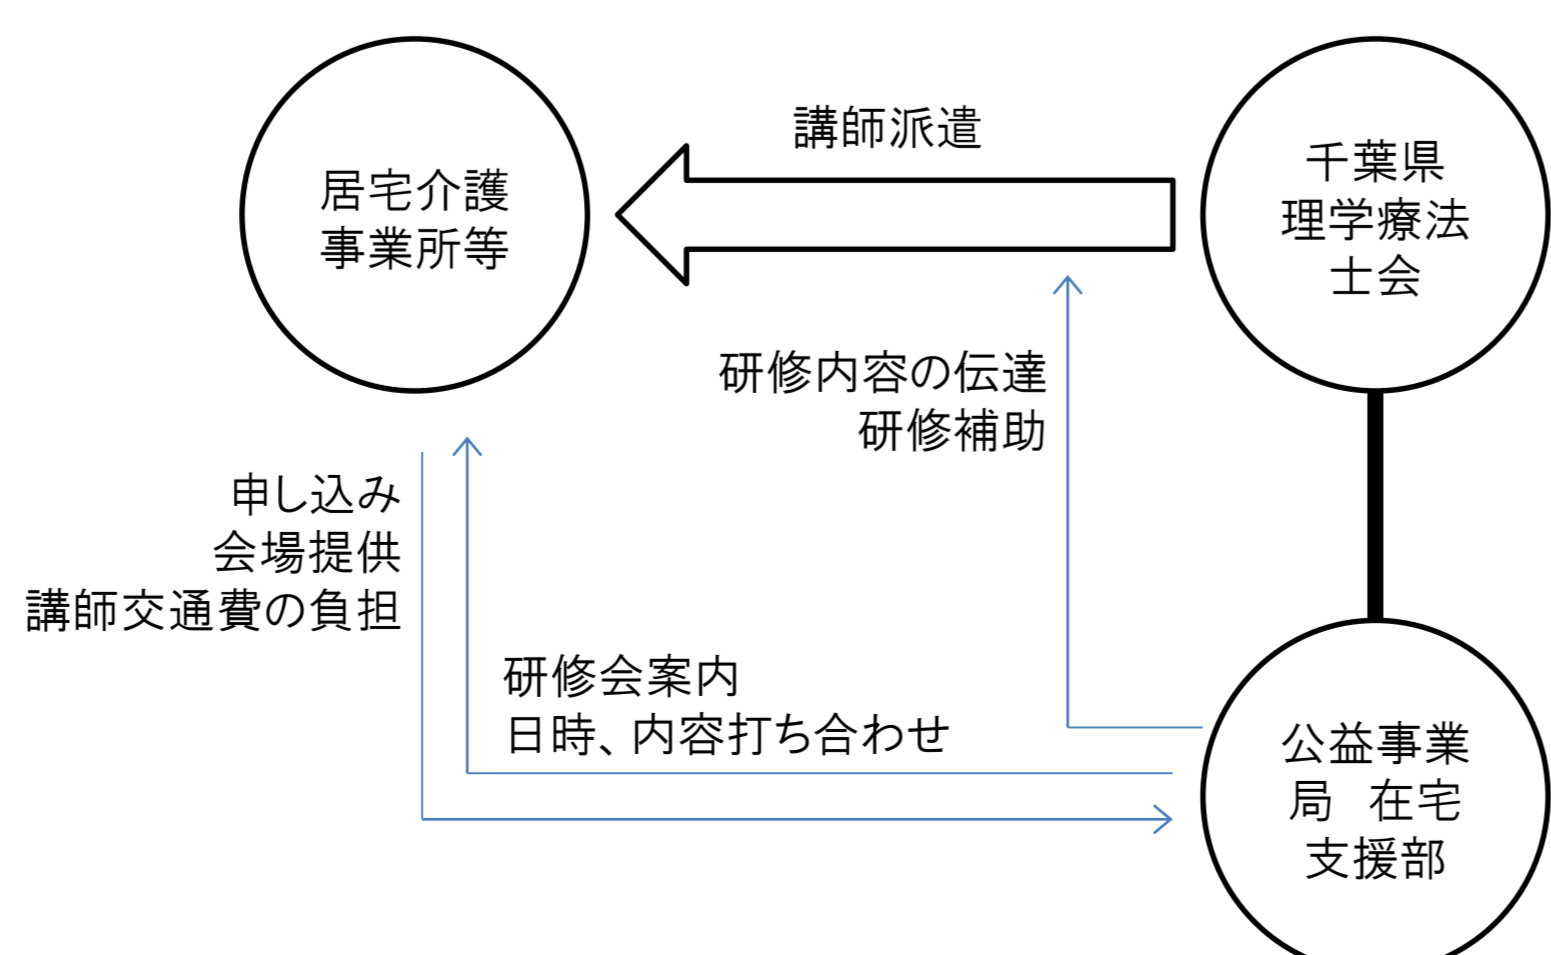 講師派遣
居宅介護
事業所等
千葉県
理学療法
士会
研修内容の伝達
研修補助
申し込み
会場提供
講師交通費の負担
研修会案内
日時、内容打ち合わせ
公益事業
局　在宅
支援部